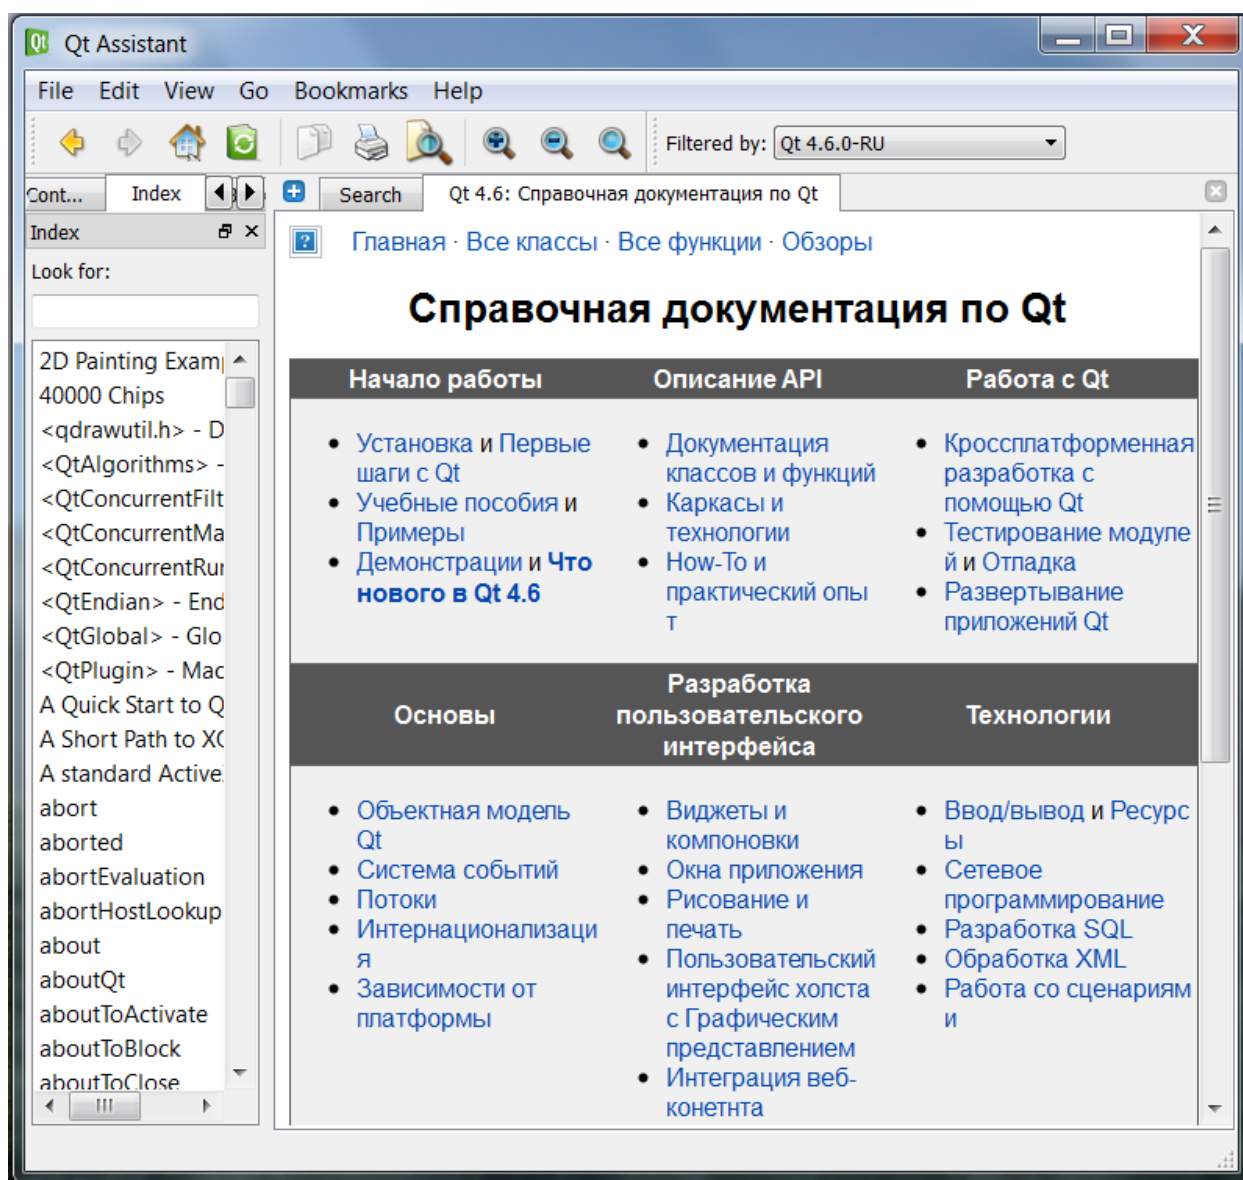 Qt Assistant
File Edit View Go Bookmarks Help
Filtered by: Qt 4.6.0-RU
Cont... Index
Search Qt 4.6: Справочная документация по Qt
Index
Look for:
2D Painting Exam
40000 Chips
<qdrawutil.h> - D
<QtAlgorithms> -
<QtConcurrentFilt
<QtConcurrentMa
<QtConcurrentRu
<QtEndian> - End
<QtGlobal> - Glo
<QtPlugin> - Mac
A Quick Start to Q
A Short Path to X
A standard Active
abort
aborted
abortEvaluation
abortHostLookup
about
aboutQt
aboutToActivate
aboutToBlock
aboutToClose
Главная · Все классы · Все функции · Обзоры
Справочная документация по Qt
Начало работы
Установка и Первые
шаги с Qt
Учебные пособия и
Примеры
Демонстрации и Что
нового в Qt 4.6
Описание API
Документация
классов и функций
Каркасы и
технологии
How-To и
практический опы
т
Работа с Qt
Кроссплатформенная
разработка с
помощью Qt
Тестирование модуле
й и Отладка
Развертывание
приложений Qt
Основы
Объектная модель
Qt
Система событий
Потоки
Интернационализаци
я
Зависимости от
платформы
Разработка
пользовательского
интерфейса
Виджеты и
компоновки
Окна приложения
Рисование и
печать
Пользовательский
интерфейс холста
с Графическим
представлением
Интеграция веб-
конетнта
Технологии
Ввод/вывод и Ресурс
ы
Сетевое
программирование
Разработка SQL
Обработка XML
Работа со сценариям
и